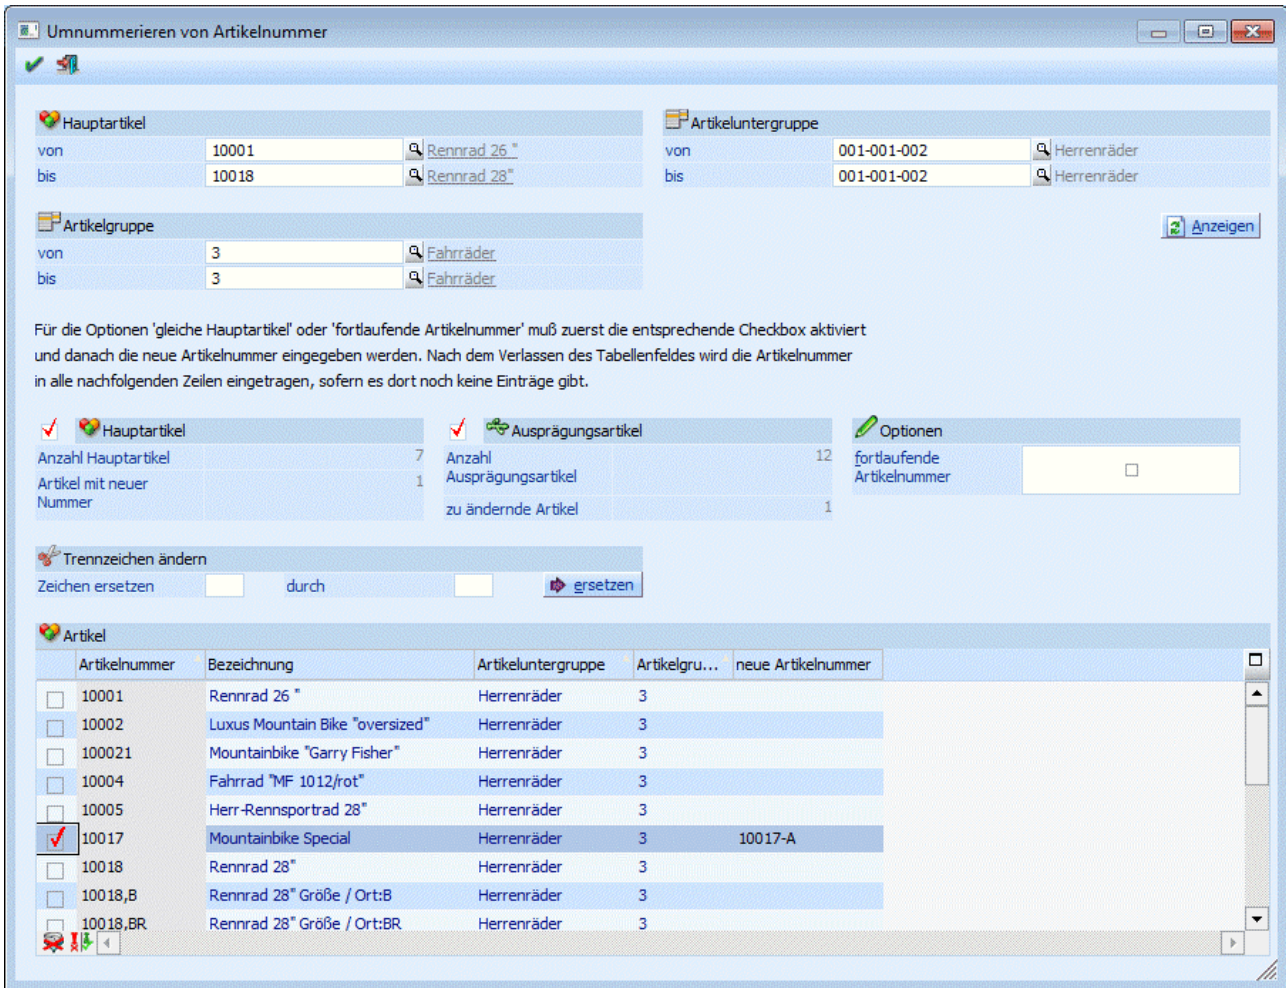 Umnummerieren von Artikelnummer
Hauptartikel
von 10001 Rennrad 26 "
bis 10018 Rennrad 28"
Artikeluntergruppe
von 001-001-002 Herrenräder
bis 001-001-002 Herrenräder
Artikelgruppe
von 3 Fahrräder
bis 3 Fahrräder
Anzeigen
Für die Optionen 'gleiche Hauptartikel' oder 'fortlaufende Artikelnummer' muß zuerst die entsprechende Checkbox aktiviert
und danach die neue Artikelnummer eingegeben werden. Nach dem Verlassen des Tabellenfeldes wird die Artikelnummer
in alle nachfolgenden Zeilen eingetragen, sofern es dort noch keine Einträge gibt.
Hauptartikel
Anzahl Hauptartikel 7
Artikel mit neuer 1
Nummer
Ausprägungsartikel
Anzahl 12
Ausprägungsartikel
zu ändernde Artikel 1
Optionen
fortlaufende
Artikelnummer
Trennzeichen ändern
Zeichen ersetzen durch ersetzen
Artikel
Artikelnummer Bezeichnung Artikeluntergruppe Artikelgru... neue Artikelnummer
10001 Rennrad 26 " Herrenräder 3
10002 Luxus Mountain Bike "oversized" Herrenräder 3
100021 Mountainbike "Garry Fisher" Herrenräder 3
10004 Fahrrad "MF 1012/rot" Herrenräder 3
10005 Herr-Rennsportrad 28" Herrenräder 3
10017 Mountainbike Special Herrenräder 3 10017-A
10018 Rennrad 28" Herrenräder 3
10018,B Rennrad 28" Größe / Ort:B Herrenräder 3
10018,BR Rennrad 28" Größe / Ort:BR Herrenräder 3